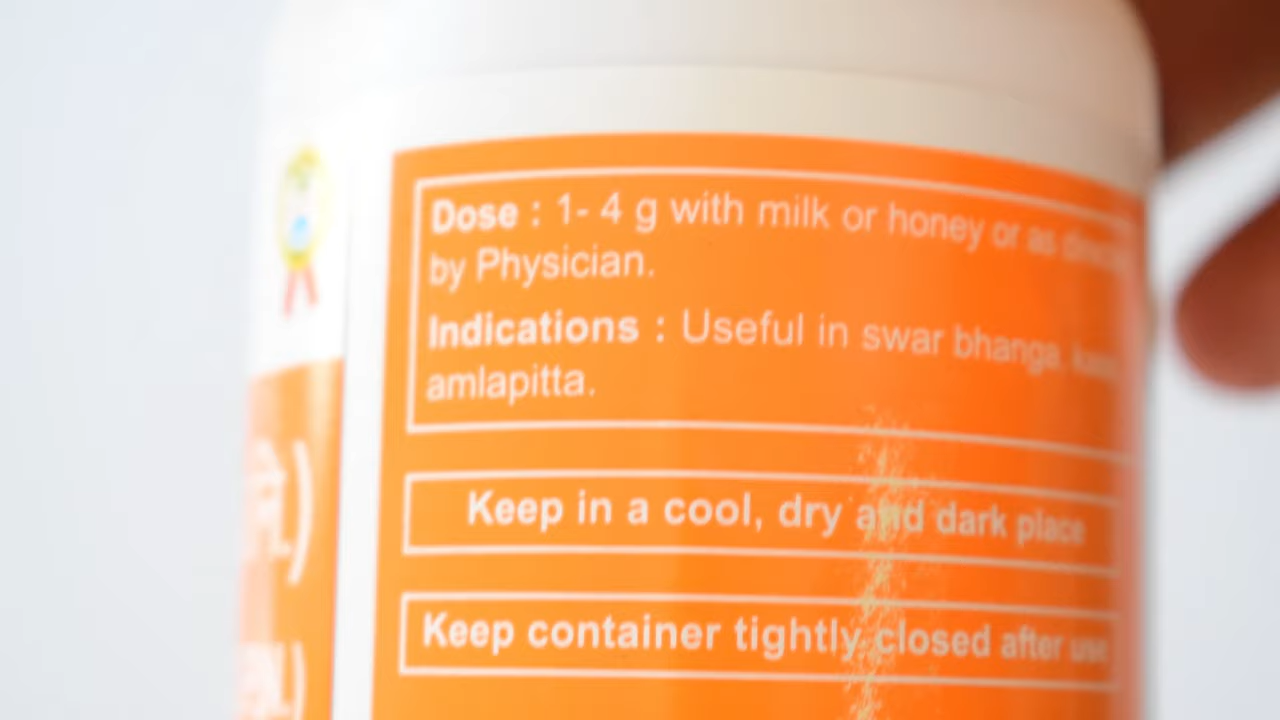 Dose : 1- 4 g with milk or honey or as
by Physician.
Indications : Useful in swar bhanga,
amlapitta.
Keep in a cool, dry and dark place
Keep container tightly closed after use